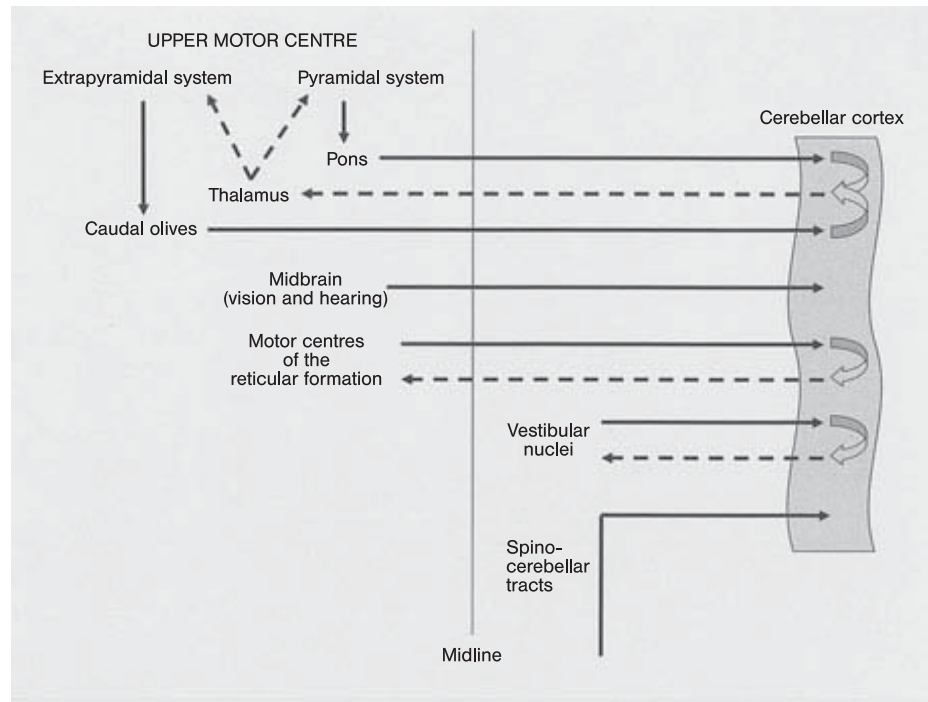 UPPER MOTOR CENTRE
Extrapyramidal system
Pyramidal system
Cerebellar cortex
Pons
Thalamus
Caudal olives
Midbrain
(vision and hearing)
Motor centres
of the
reticular formation
Vestibular
nuclei
Spino-
cerebellar
tracts
Midline